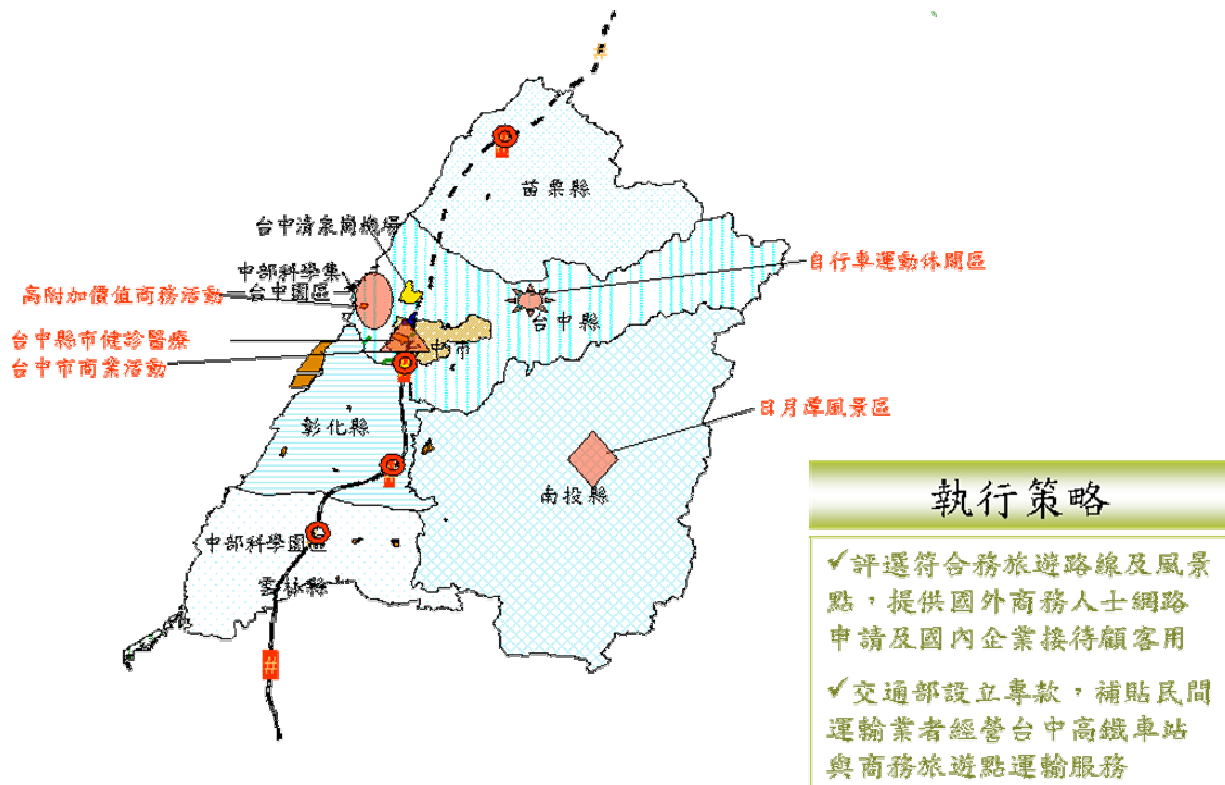 苗栗縣
台中清泉崗機場
自行車運動休閒區
中部科學集
台中園區
高附加價值商務活動
台中縣
台中縣市健診醫療
中市
台中市商業活動
日月潭風景區
彰化縣
南投縣
執行策略
中部科學園區
雲林縣
✓評選符合務旅遊路線及風景
點，提供國外商務人士網路
申請及國內企業接待顧客用
✓交通部設立專款，補貼民間
運輸業者經營台中高鐵車站
與商務旅遊點運輸服務
#